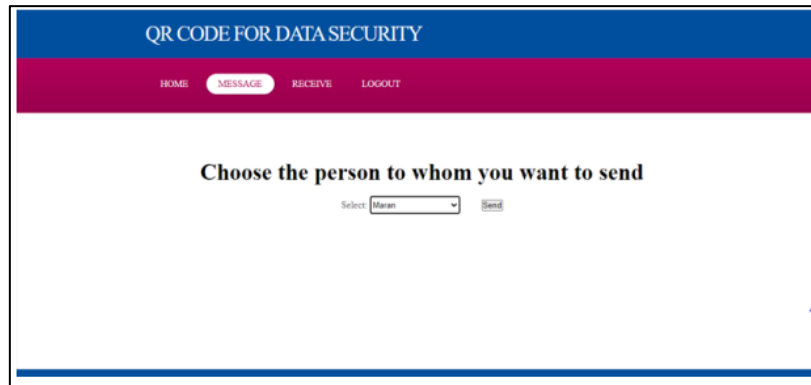 QR CODE FOR DATA SECURITY
HOME MESSAGE RECEIVE LOGOUT
Choose the person to whom you want to send
Select: Maran Send